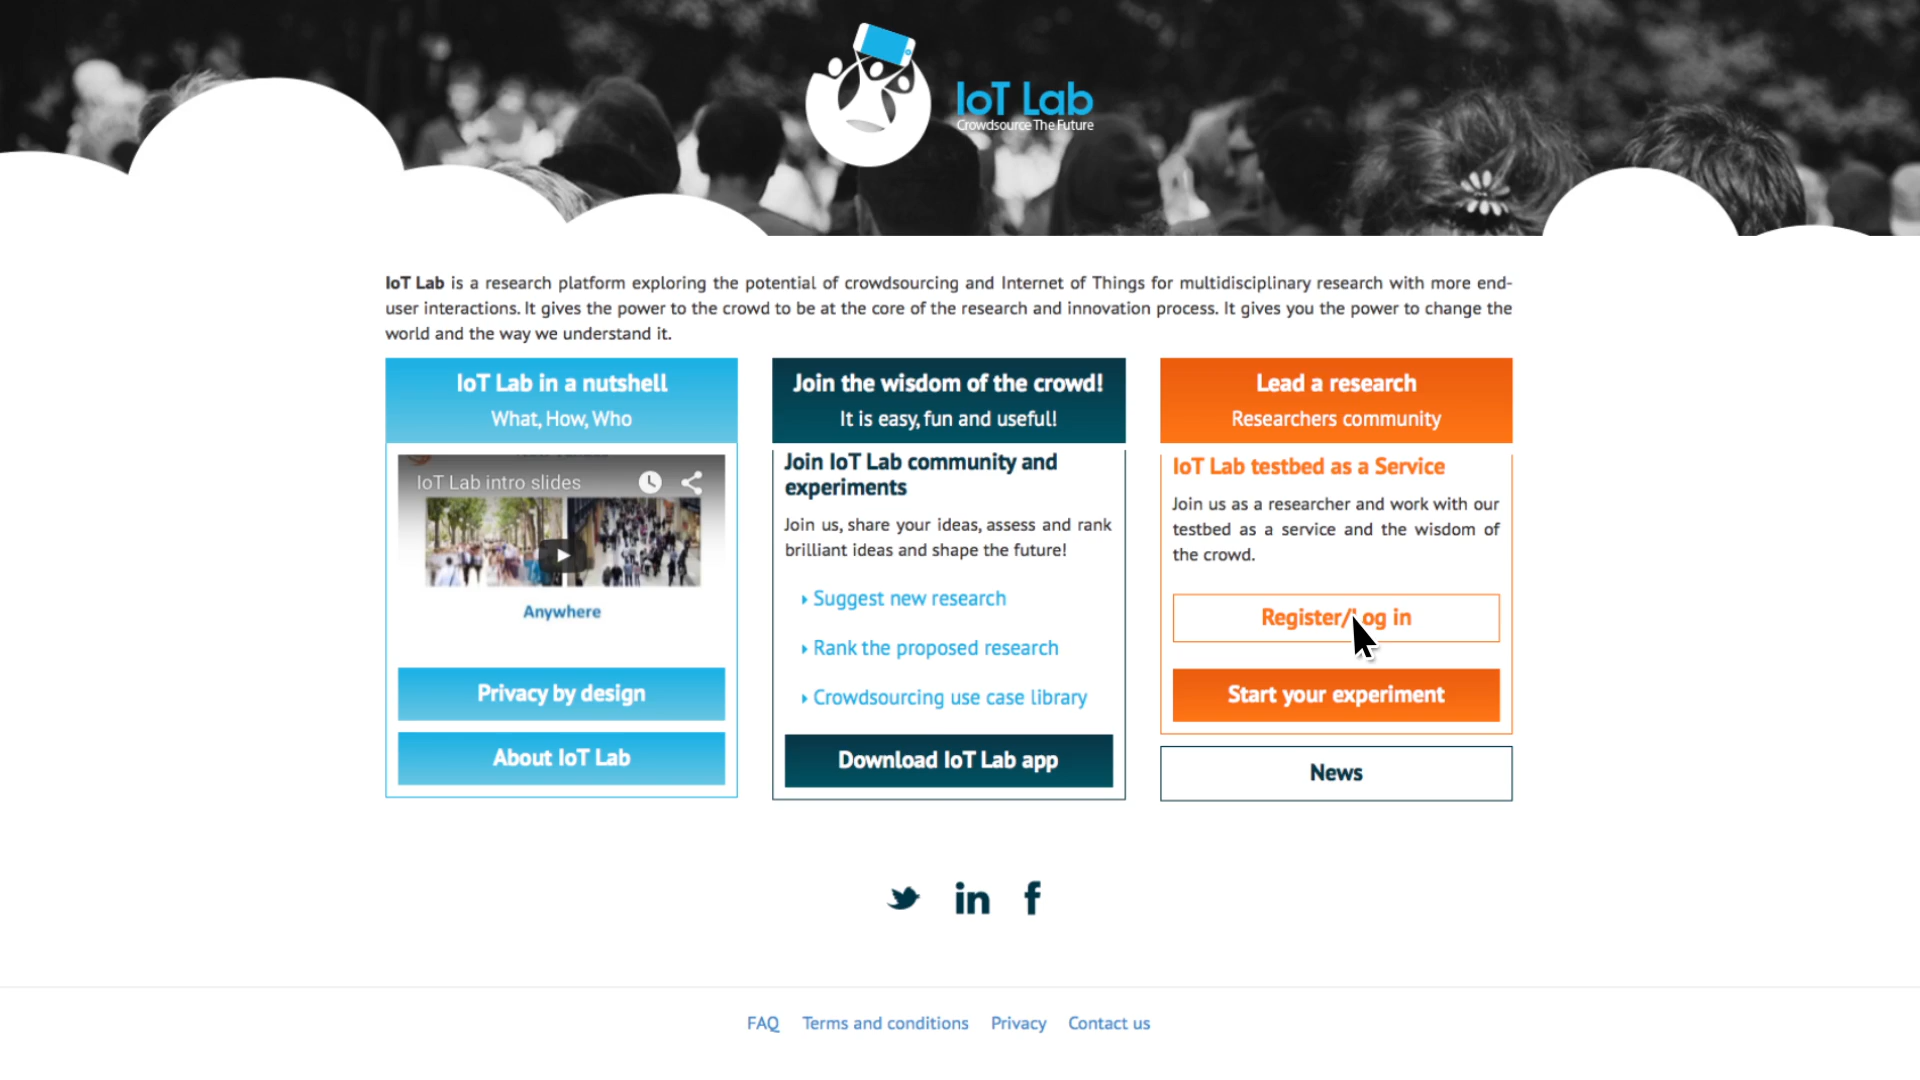 IoT Lab
Crowdsource The Future
IoT Lab is a research platform exploring the potential of crowdsourcing and Internet of Things for multidisciplinary research with more end-
user interactions. It gives the power to the crowd to be at the core of the research and innovation process. It gives you the power to change the
world and the way we understand it.
IoT Lab in a nutshell
What, How, Who
IoT Lab intro slides
Anywhere
Privacy by design
About IoT Lab
Join the wisdom of the crowd!
It is easy, fun and useful!
Join IoT Lab community and
experiments
Join us, share your ideas, assess and rank
brilliant ideas and shape the future!
Suggest new research
Rank the proposed research
Crowdsourcing use case library
Download IoT Lab app
Lead a research
Researchers community
IoT Lab testbed as a Service
Join us as a researcher and work with our
testbed as a service and the wisdom of
the crowd.
Register/Log in
Start your experiment
News
in f
FAQ Terms and conditions Privacy Contact us